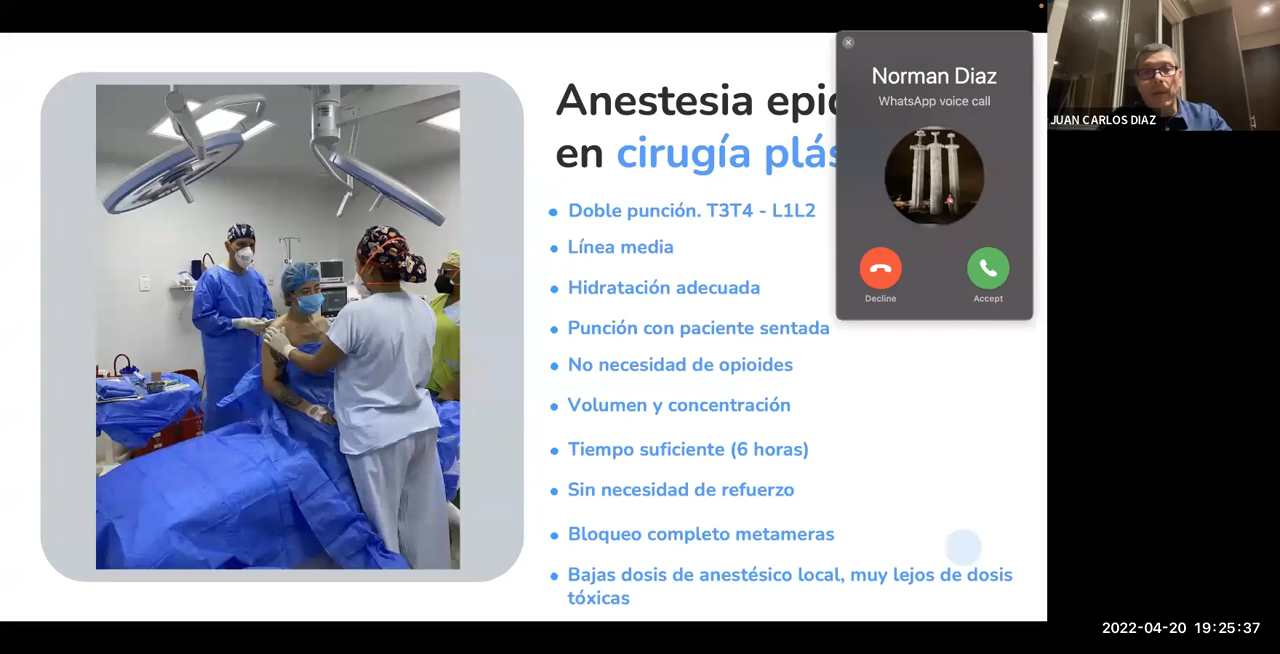 Anestesia
en cirugía
Doble punción. T3T4 - L1L2
Línea media
Hidratación adecuada
Punción con paciente sentada
No necesidad de opioides
Volumen y concentración
Tiempo suficiente (6 horas)
Sin necesidad de refuerzo
Bloqueo completo metameras
Bajas dosis de anestésico local, muy lejos de dosis
tóxicas
Norman Diaz
WhatsApp voice call
Decline
Accept
JUAN CARLOS DIAZ
2022-04-20 19:25:37